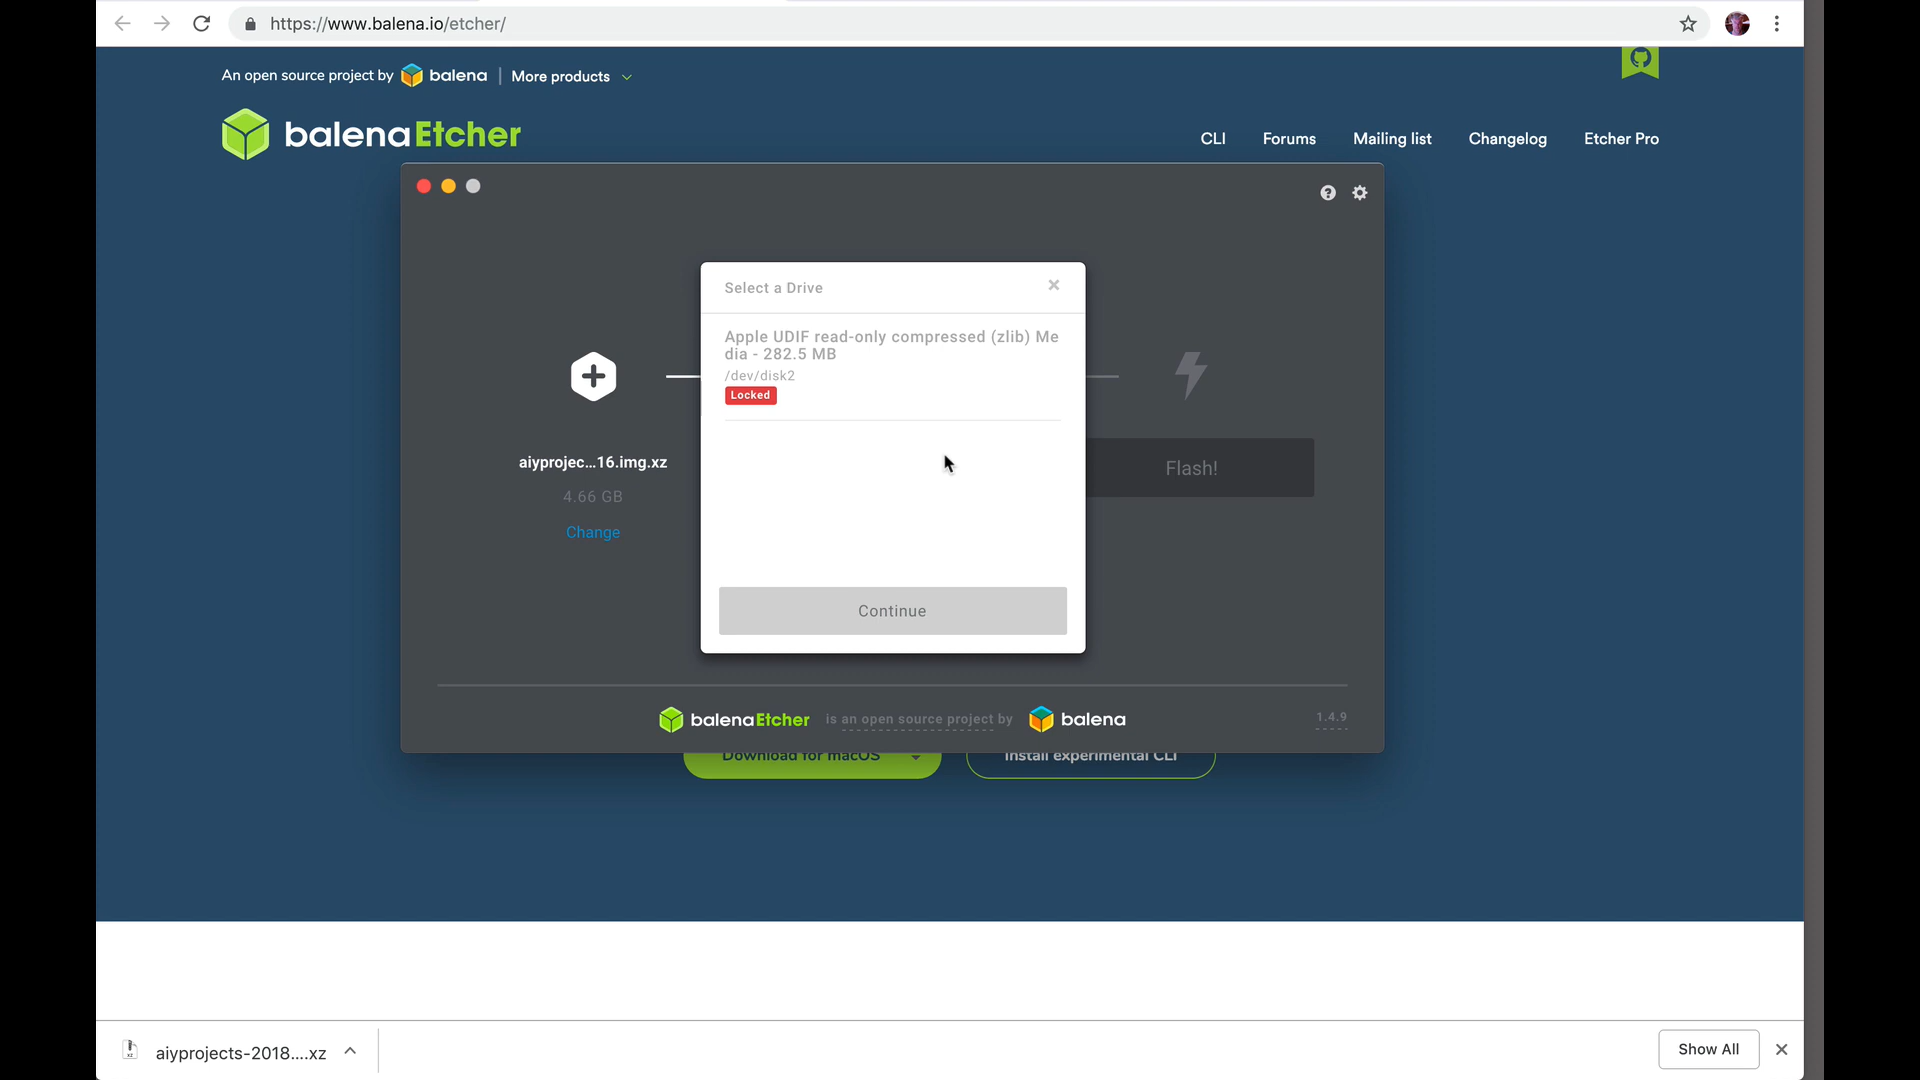 https://www.balena.io/etcher/
An open source project by balena | More products
balenaEtcher
CLI Forums Mailing list Changelog Etcher Pro
Select a Drive
Apple UDIF read-only compressed (zlib) Me
dia - 282.5 MB
/dev/disk2
Locked
aiyprojec...16.img.xz
4.66 GB
Change
Flash!
Continue
balenaEtcher is an open source project by balena
1.4.9
Download for macOS
Install experimental CLI
aiyprojects-2018....xz
Show All